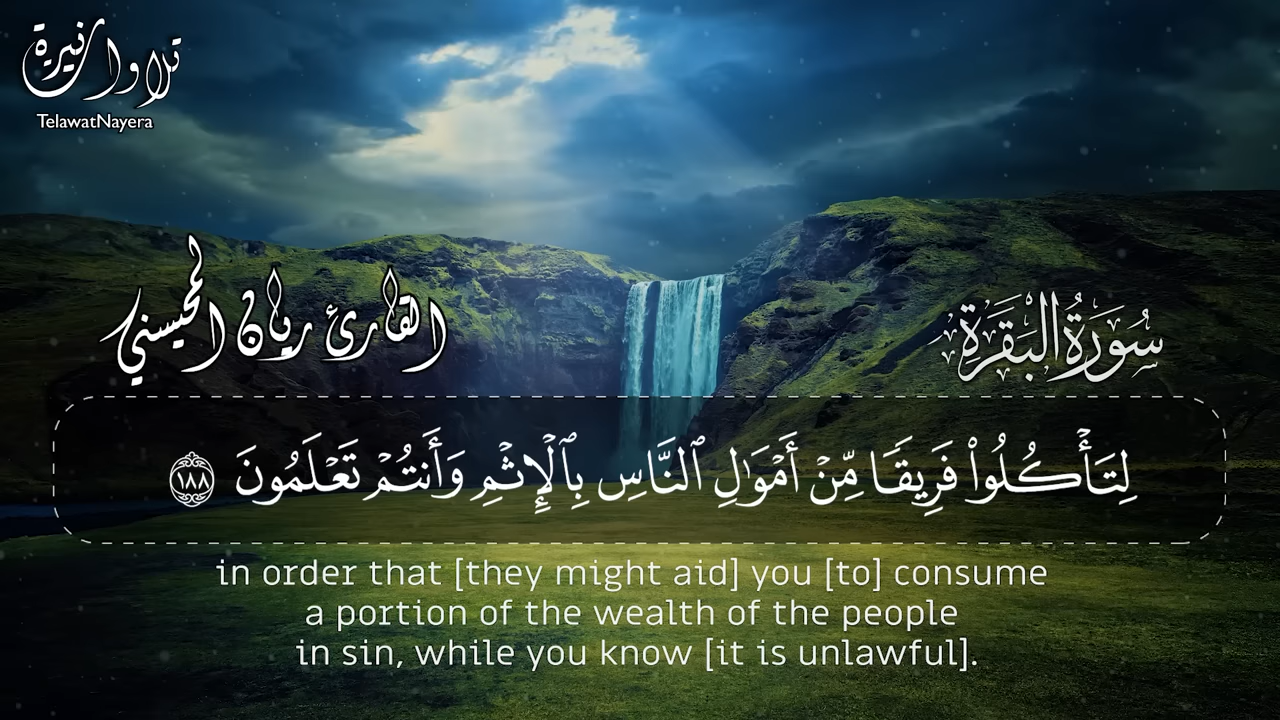 تلاوات نيرة
TelawatNayera
القارئ ريان المحيسني
سُورَةُ البَقَرَةِ
لِتَأۡكُلُواْ فَرِيقٗا مِّنۡ أَمۡوَٰلِ ٱلنَّاسِ بِٱلۡإِثۡمِ وَأَنتُمۡ تَعۡلَمُونَ ١٨٨
in order that [they might aid] you [to] consume
a portion of the wealth of the people
in sin, while you know [it is unlawful].